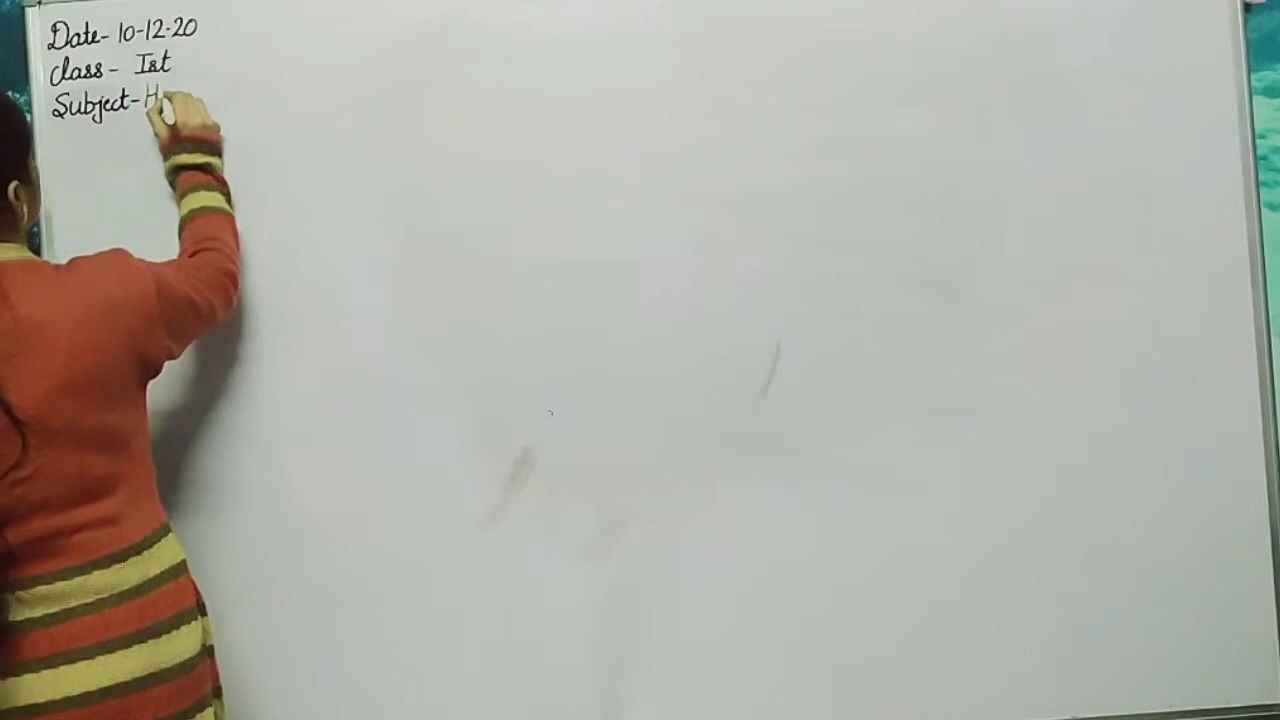 Date- 10-12-20
Class- Ist
Subject- H